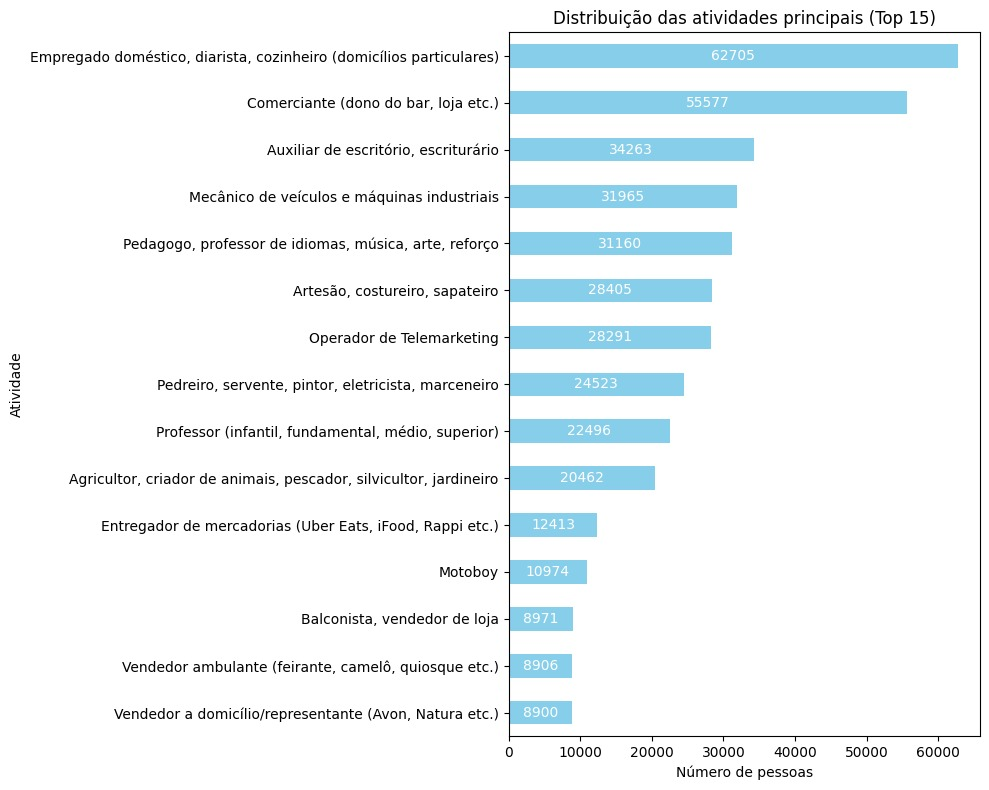 Distribuição das atividades principais (Top 15)
Empregado doméstico, diarista, cozinheiro (domicílios particulares)
62705
Comerciante (dono do bar, loja etc.)
55577
Auxiliar de escritório, escriturário
34263
Mecânico de veículos e máquinas industriais
31965
Pedagogo, professor de idiomas, música, arte, reforço
31160
Artesão, costureiro, sapateiro
28405
Operador de Telemarketing
28291
Pedreiro, servente, pintor, eletricista, marceneiro
24523
Professor (infantil, fundamental, médio, superior)
22496
Agricultor, criador de animais, pescador, silvicultor, jardineiro
20462
Entregador de mercadorias (Uber Eats, iFood, Rappi etc.)
12413
Motoboy
10974
Balconista, vendedor de loja
8971
Vendedor ambulante (feirante, camelô, quiosque etc.)
8906
Vendedor a domicílio/representante (Avon, Natura etc.)
8900
Atividade
0 10000 20000 30000 40000 50000 60000
Número de pessoas